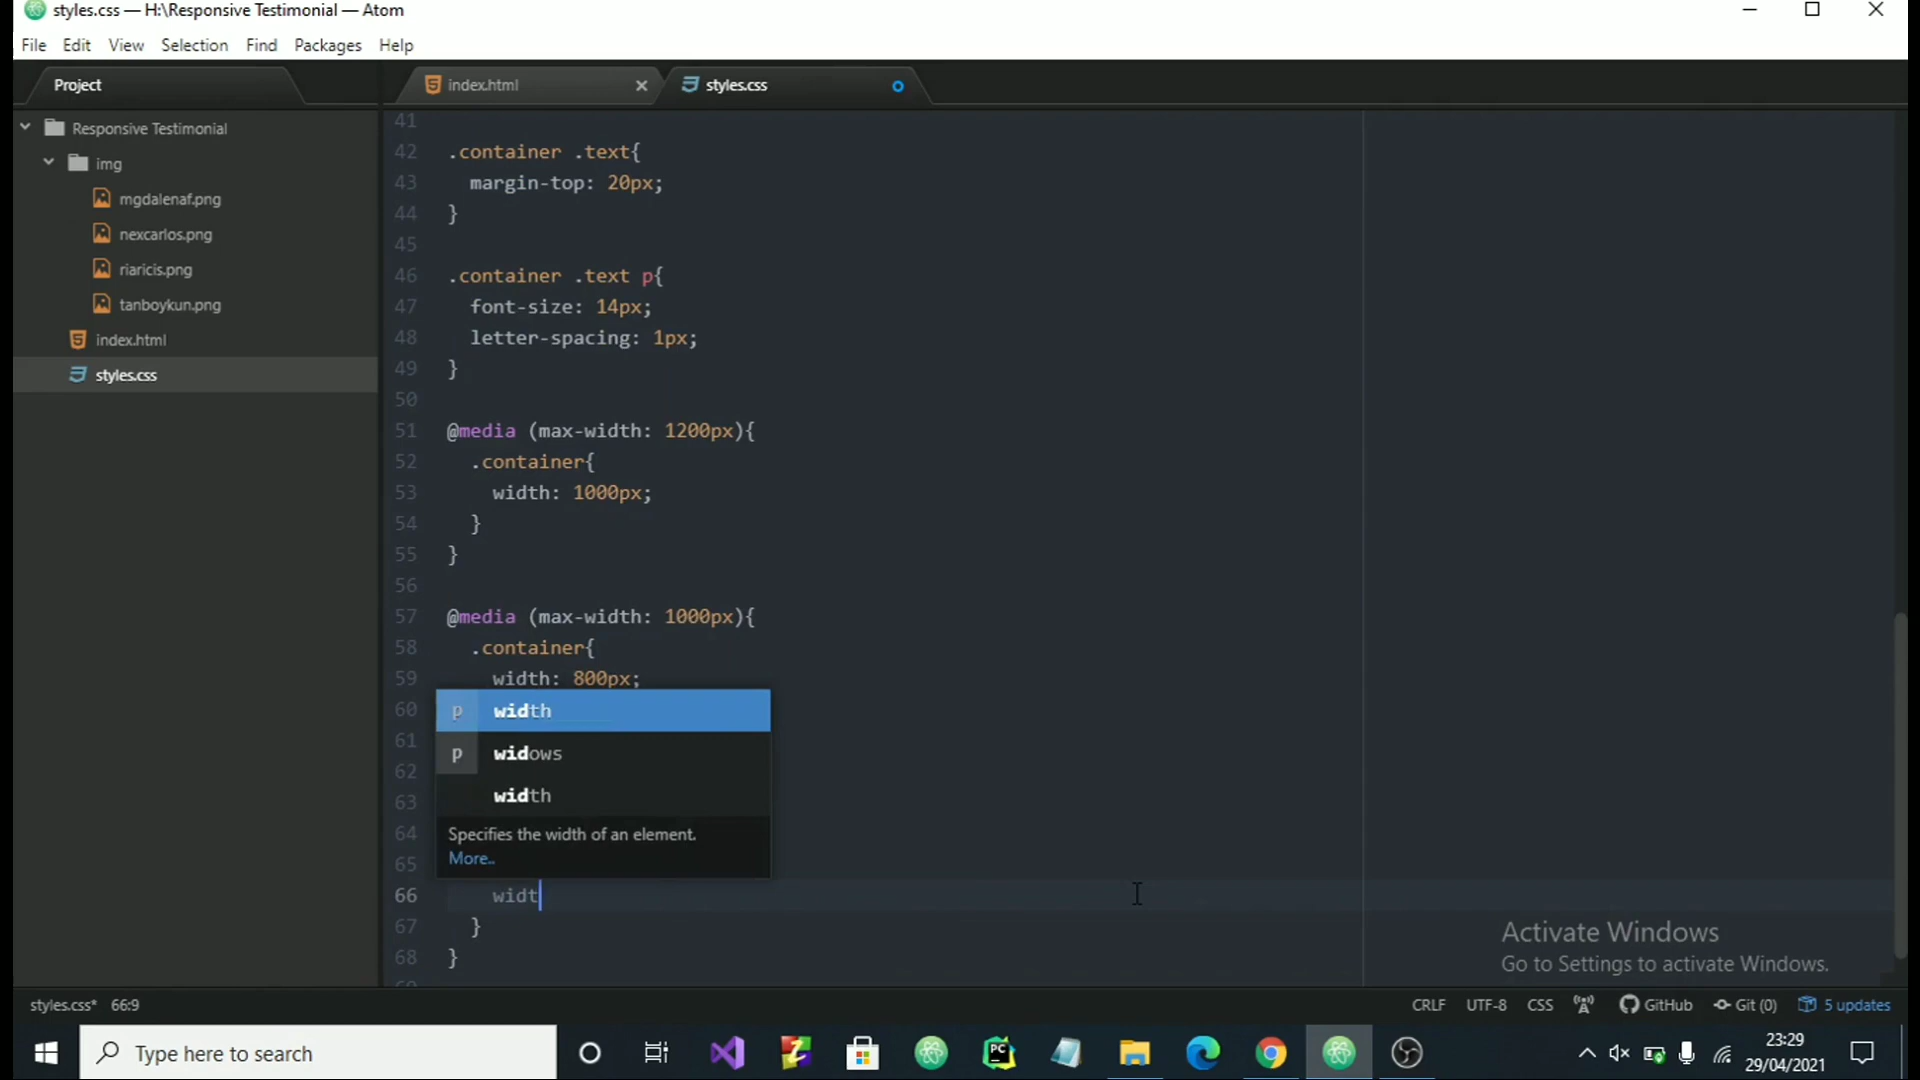 styles.css — H:\Responsive Testimonial — Atom
File Edit View Selection Find Packages Help
Project
index.html
styles.css
Responsive Testimonial
img
mgdalenaf.png
nexcarlos.png
riaricis.png
tanboykun.png
index.html
styles.css
41
42 .container .text{
43 margin-top: 20px;
44 }
45
46 .container .text p{
47 font-size: 14px;
48 letter-spacing: 1px;
49 }
50
51 @media (max-width: 1200px){
52 .container{
53 width: 1000px;
54 }
55 }
56
57 @media (max-width: 1000px){
58 .container{
59 width: 800px;
60
61
62
63
64
65
p width
p widows
width
Specifies the width of an element.
More..
66 widt
67 }
68 }
Activate Windows
Go to Settings to activate Windows.
styles.css* 66:9 CRLF UTF-8 CSS GitHub Git (0) 5 updates
Type here to search
PC
23:29
29/04/2021